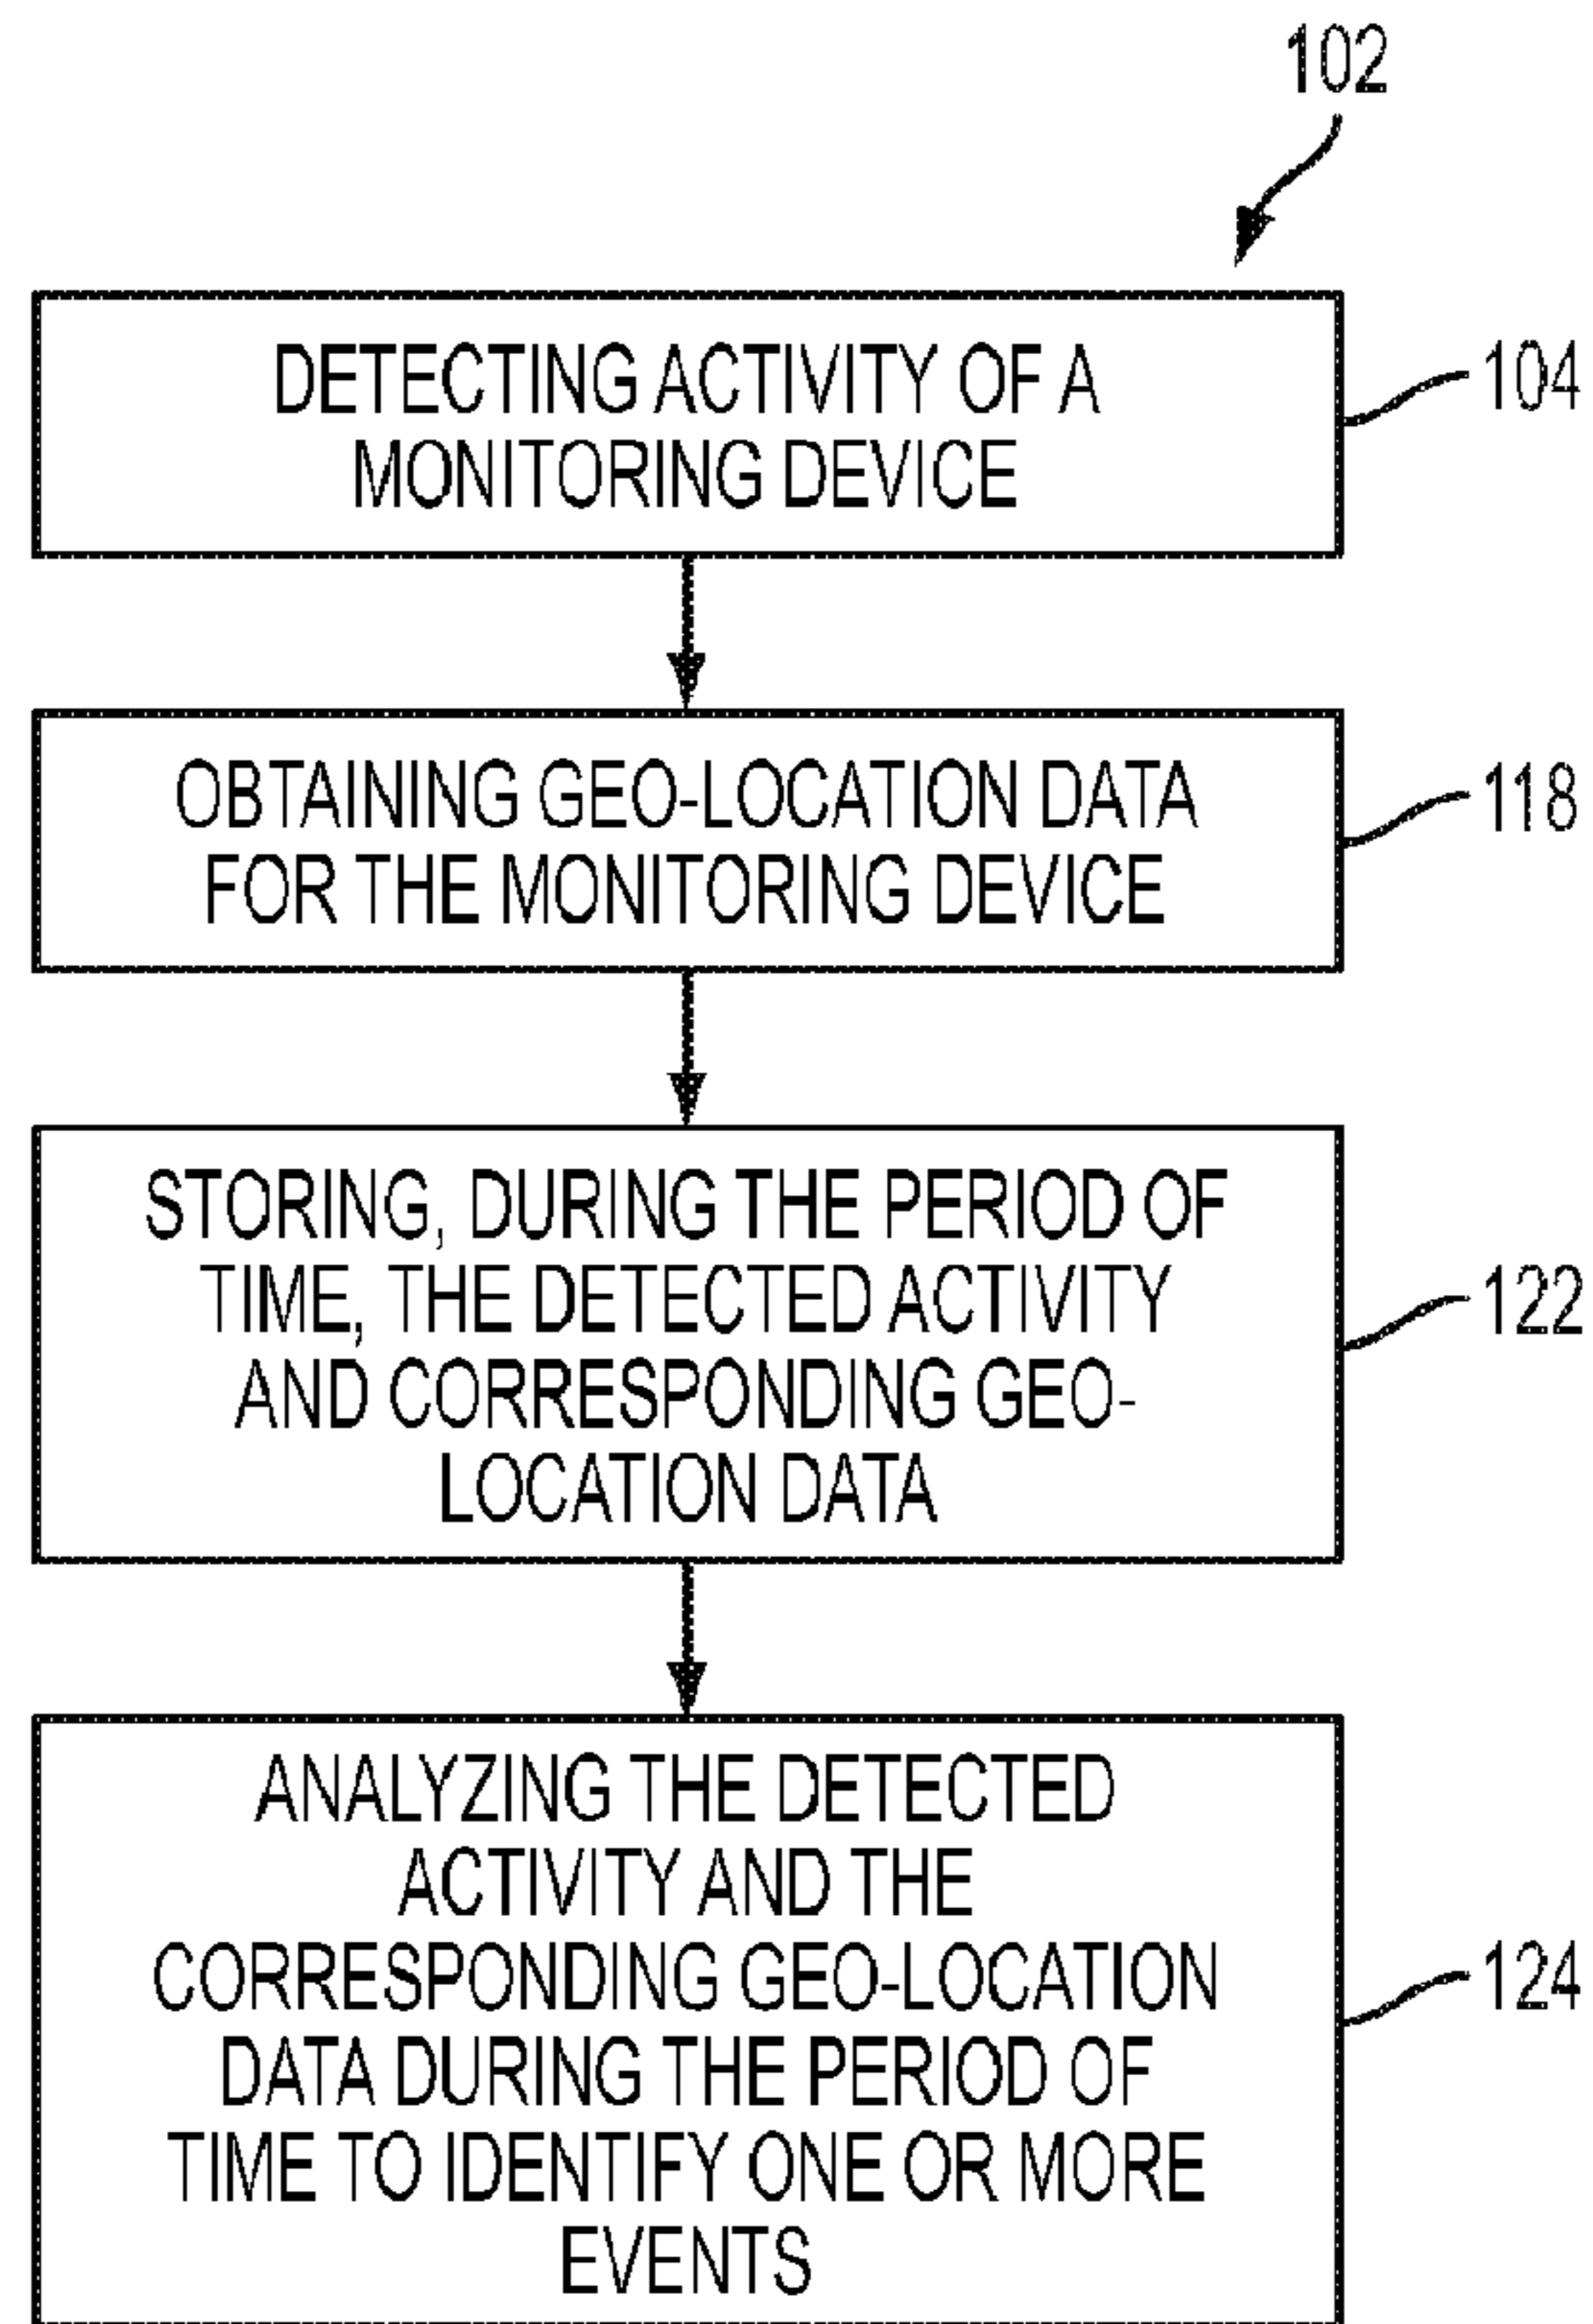 102
DETECTING ACTIVITY OF A
MONITORING DEVICE
104
OBTAINING GEO-LOCATION DATA
FOR THE MONITORING DEVICE
118
STORING, DURING THE PERIOD OF
TIME, THE DETECTED ACTIVITY
AND CORRESPONDING GEO-
LOCATION DATA
122
ANALYZING THE DETECTED
ACTIVITY AND THE
CORRESPONDING GEO-LOCATION
DATA DURING THE PERIOD OF
TIME TO IDENTIFY ONE OR MORE
EVENTS
124